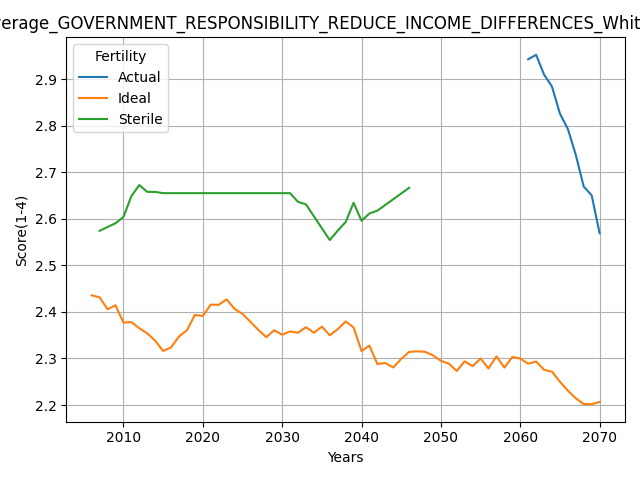 verage_GOVERNMENT_RESPONSIBILITY_REDUCE_INCOME_DIFFERENCES_Whit
Fertility
Actual
Ideal
Sterile
Score(1-4)
2.9
2.8
2.7
2.6
2.5
2.4
2.3
2.2
2010 2020 2030 2040 2050 2060 2070
Years